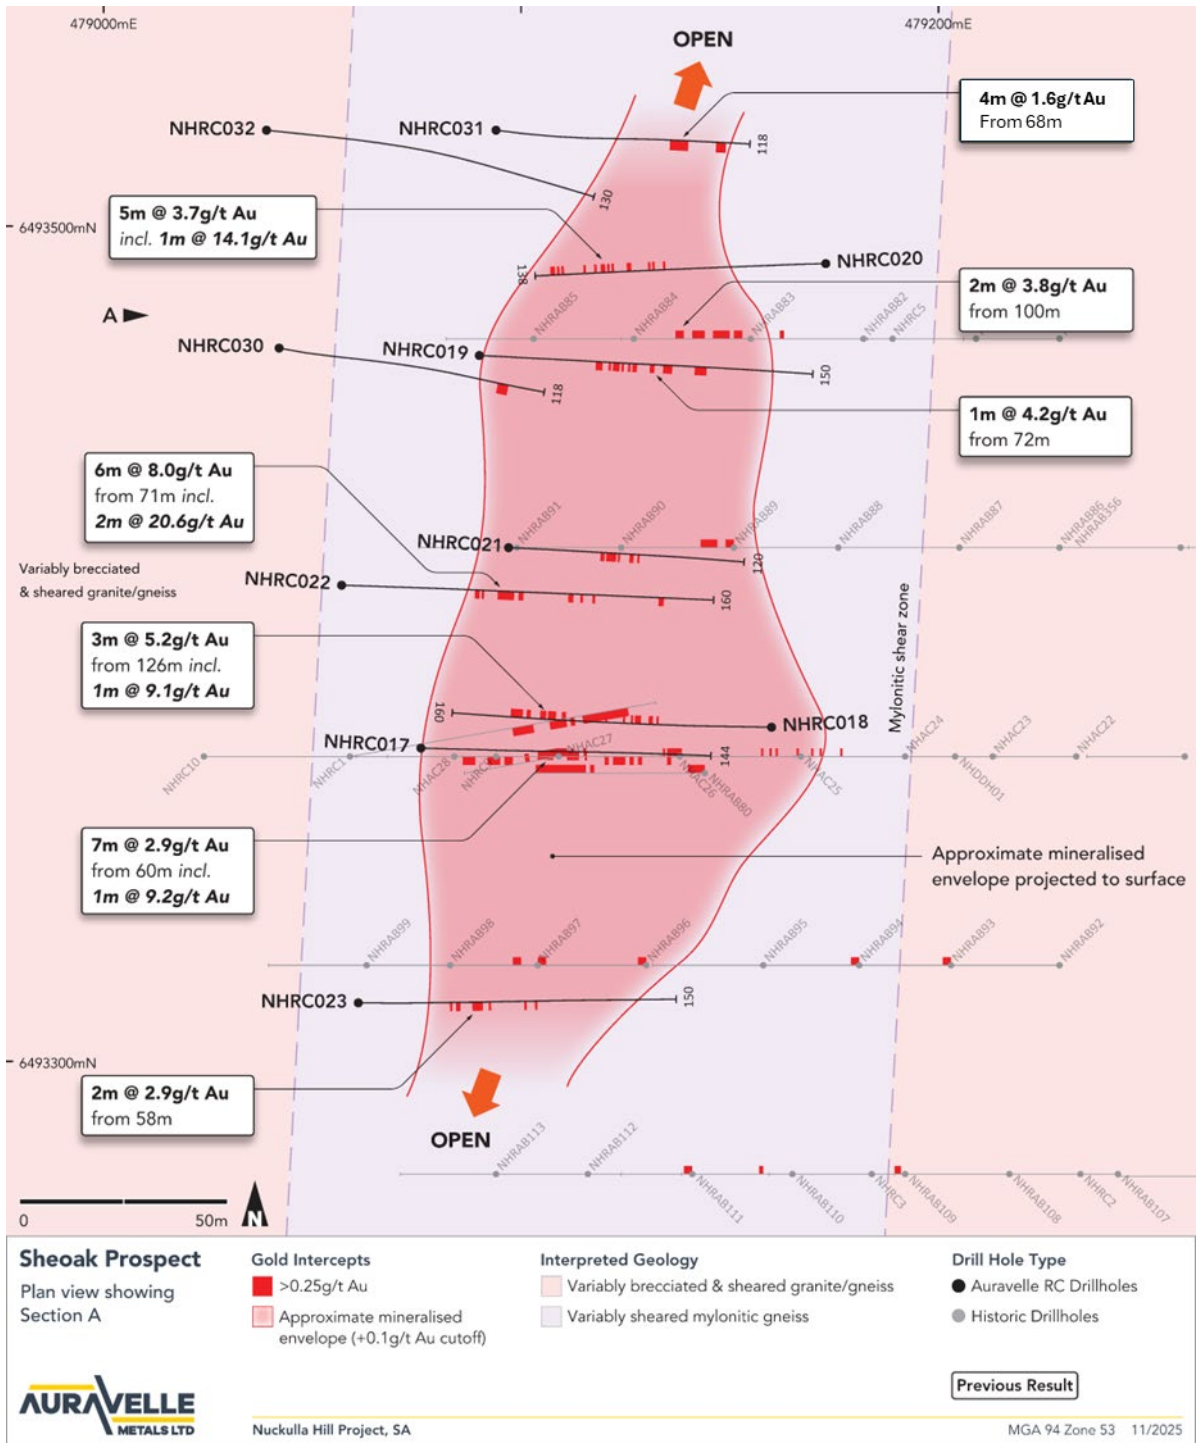 479000mE
479200mE
OPEN
4m @ 1.6g/t Au
From 68m
NHRC032
NHRC031
118
130
5m @ 3.7g/t Au
incl. 1m @ 14.1g/t Au
6493500mN
NHRC020
138
2m @ 3.8g/t Au
from 100m
NHRAB85
NHRAB84
NHRAB83
NHRAB82
NHRC5
A
NHRC030
NHRC019
150
118
1m @ 4.2g/t Au
from 72m
6m @ 8.0g/t Au
from 71m incl.
2m @ 20.6g/t Au
NHRAB91
NHRAB90
NHRAB89
NHRAB88
NHRAB87
NHRAB86
NHRAB356
NHRC021
120
Variably brecciated
& sheared granite/gneiss
NHRC022
160
Mylonitic shear zone
3m @ 5.2g/t Au
from 126m incl.
1m @ 9.1g/t Au
160
NHRC018
NHRC017
144
NHRC10
NHRC1
NHAC28
NHAC27
NHAC26
NHRAB80
NHAC25
NHAC24
NHDDH01
NHAC23
NHAC22
7m @ 2.9g/t Au
from 60m incl.
1m @ 9.2g/t Au
Approximate mineralised
envelope projected to surface
NHRAB99
NHRAB98
NHRAB97
NHRAB96
NHRAB95
NHRAB94
NHRAB93
NHRAB92
NHRC023
150
6493300mN
2m @ 2.9g/t Au
from 58m
OPEN
NHRAB113
NHRAB112
NHRAB111
NHRAB110
NHRC3
NHRAB109
NHRAB108
NHRC2
NHRAB107
0
50m
N
Sheoak Prospect
Plan view showing
Section A
Gold Intercepts
>0.25g/t Au
Approximate mineralised
envelope (+0.1g/t Au cutoff)
Interpreted Geology
Variably brecciated & sheared granite/gneiss
Variably sheared mylonitic gneiss
Drill Hole Type
Auravelle RC Drillholes
Historic Drillholes
Previous Result
AURAVELLE
METALS LTD
Nuckulla Hill Project, SA
MGA 94 Zone 53 11/2025